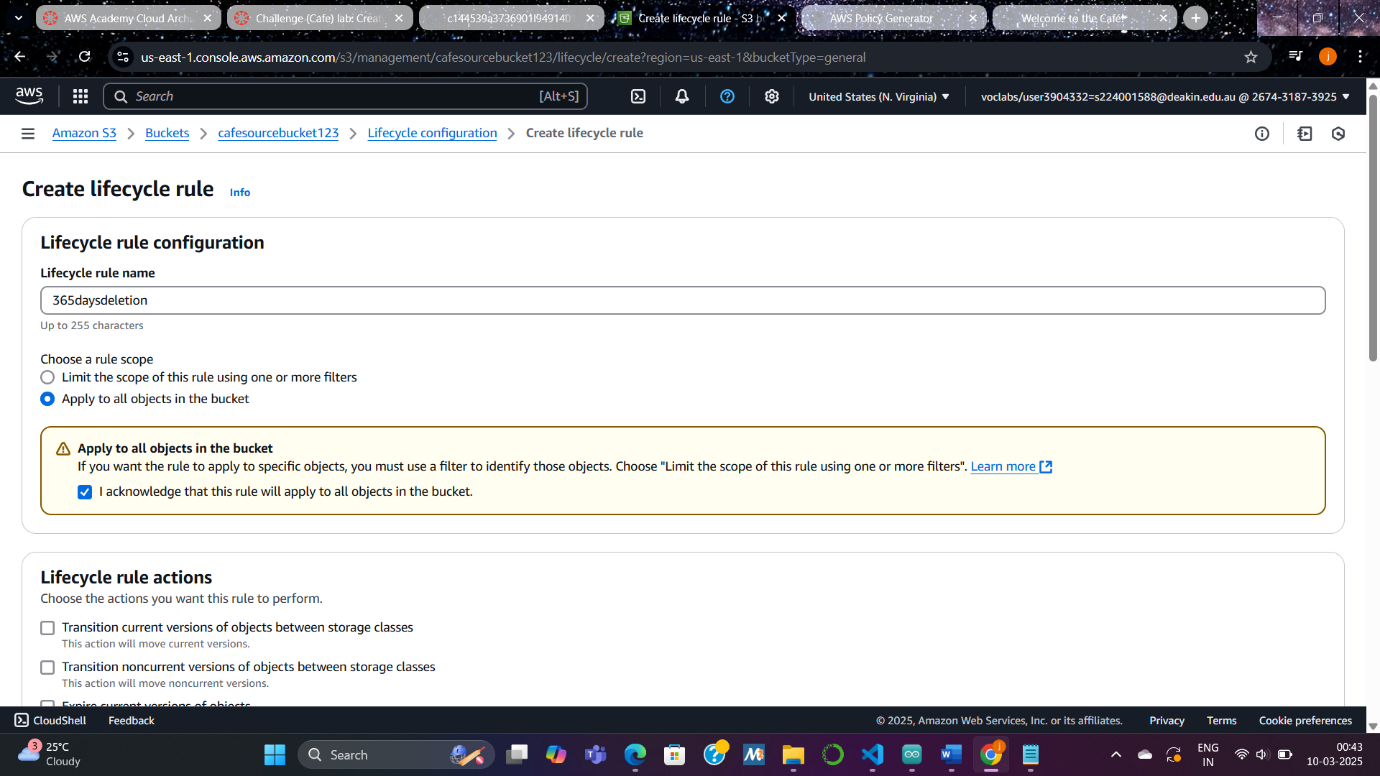 AWS Academy Cloud Archi
Challenge (Cafe) lab: Creat
c144539a3736901l949140
Create lifecycle rule - S3 b
AWS Policy Generator
Welcome to the Café!
us-east-1.console.aws.amazon.com/s3/management/cafesourcebucket123/lifecycle/create?region=us-east-1&bucketType=general
j
aws
Search
[Alt+S]
United States (N. Virginia)
voclabs/user3904332=s224001588@deakin.edu.au @ 2674-3187-3925
Amazon S3 > Buckets > cafesourcebucket123 > Lifecycle configuration > Create lifecycle rule
Create lifecycle rule Info
Lifecycle rule configuration
Lifecycle rule name
365daysdeletion
Up to 255 characters
Choose a rule scope
Limit the scope of this rule using one or more filters
Apply to all objects in the bucket
Apply to all objects in the bucket
If you want the rule to apply to specific objects, you must use a filter to identify those objects. Choose "Limit the scope of this rule using one or more filters". Learn more
I acknowledge that this rule will apply to all objects in the bucket.
Lifecycle rule actions
Choose the actions you want this rule to perform.
Transition current versions of objects between storage classes
This action will move current versions.
Transition noncurrent versions of objects between storage classes
This action will move noncurrent versions.
Expire current versions of objects
CloudShell
Feedback
© 2025, Amazon Web Services, Inc. or its affiliates.
Privacy
Terms
Cookie preferences
3
25°C
Cloudy
Search
ENG
IN
00:43
10-03-2025